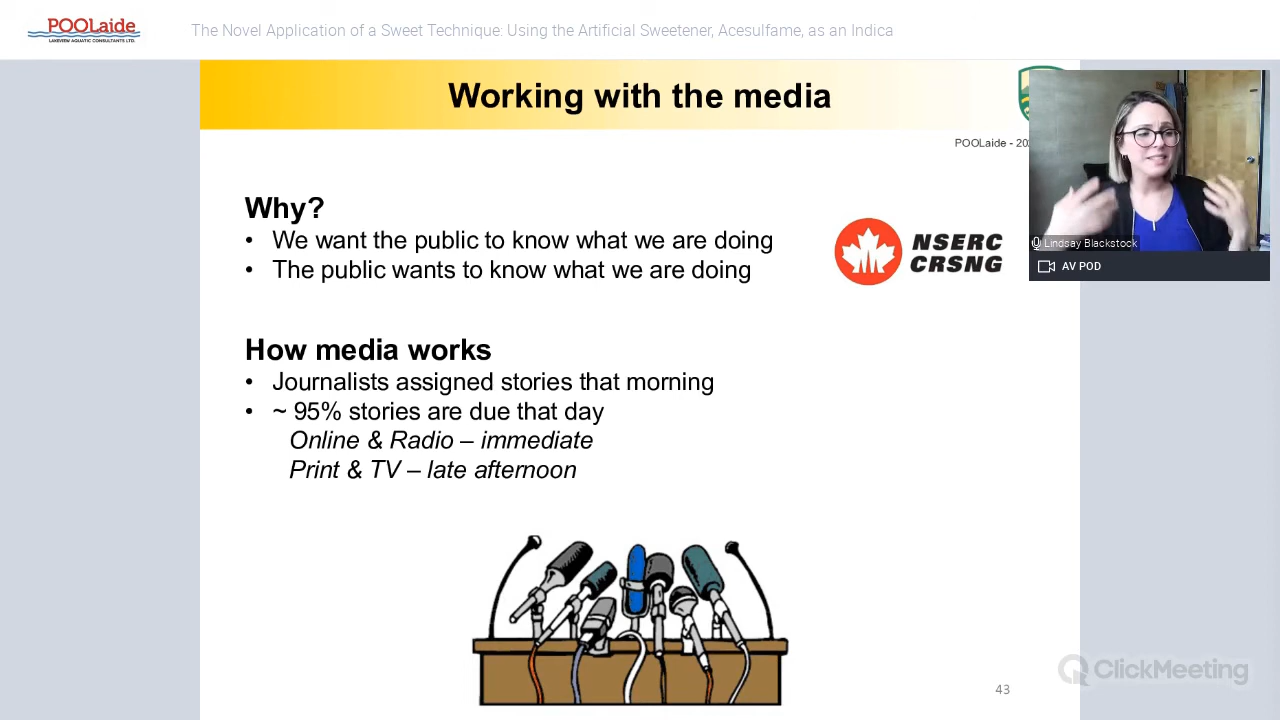 POOLaide
LAKEVIEW AQUATIC CONSULTANTS LTD.
The Novel Application of a Sweet Technique: Using the Artificial Sweetener, Acesulfame, as an Indica
Working with the media
POOLaide - 20
Why?
• We want the public to know what we are doing
• The public wants to know what we are doing
NSERC
CRSNG
Lindsay Blackstock
AV POD
How media works
• Journalists assigned stories that morning
• ~ 95% stories are due that day
Online & Radio – immediate
Print & TV – late afternoon
ClickMeeting
43